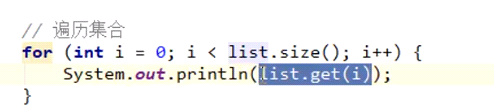 // 遍历集合
for (int i = 0; i < list.size(); i++) {
System.out.println(list.get(i));
}